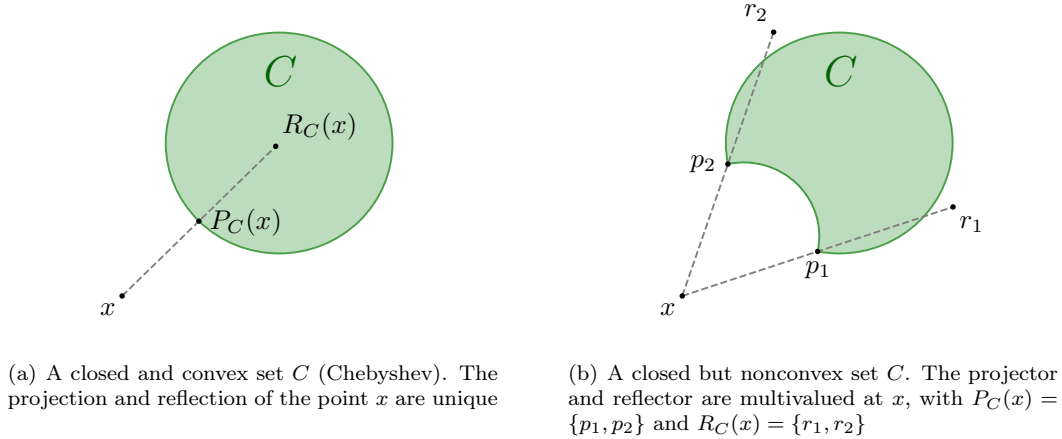 C
R_C(x)
P_C(x)
x
(a) A closed and convex set C (Chebyshev). The
projection and reflection of the point x are unique
r_2
C
p_2
r_1
p_1
x
(b) A closed but nonconvex set C. The projector
and reflector are multivalued at x, with P_C(x) =
{p_1, p_2} and R_C(x) = {r_1, r_2}